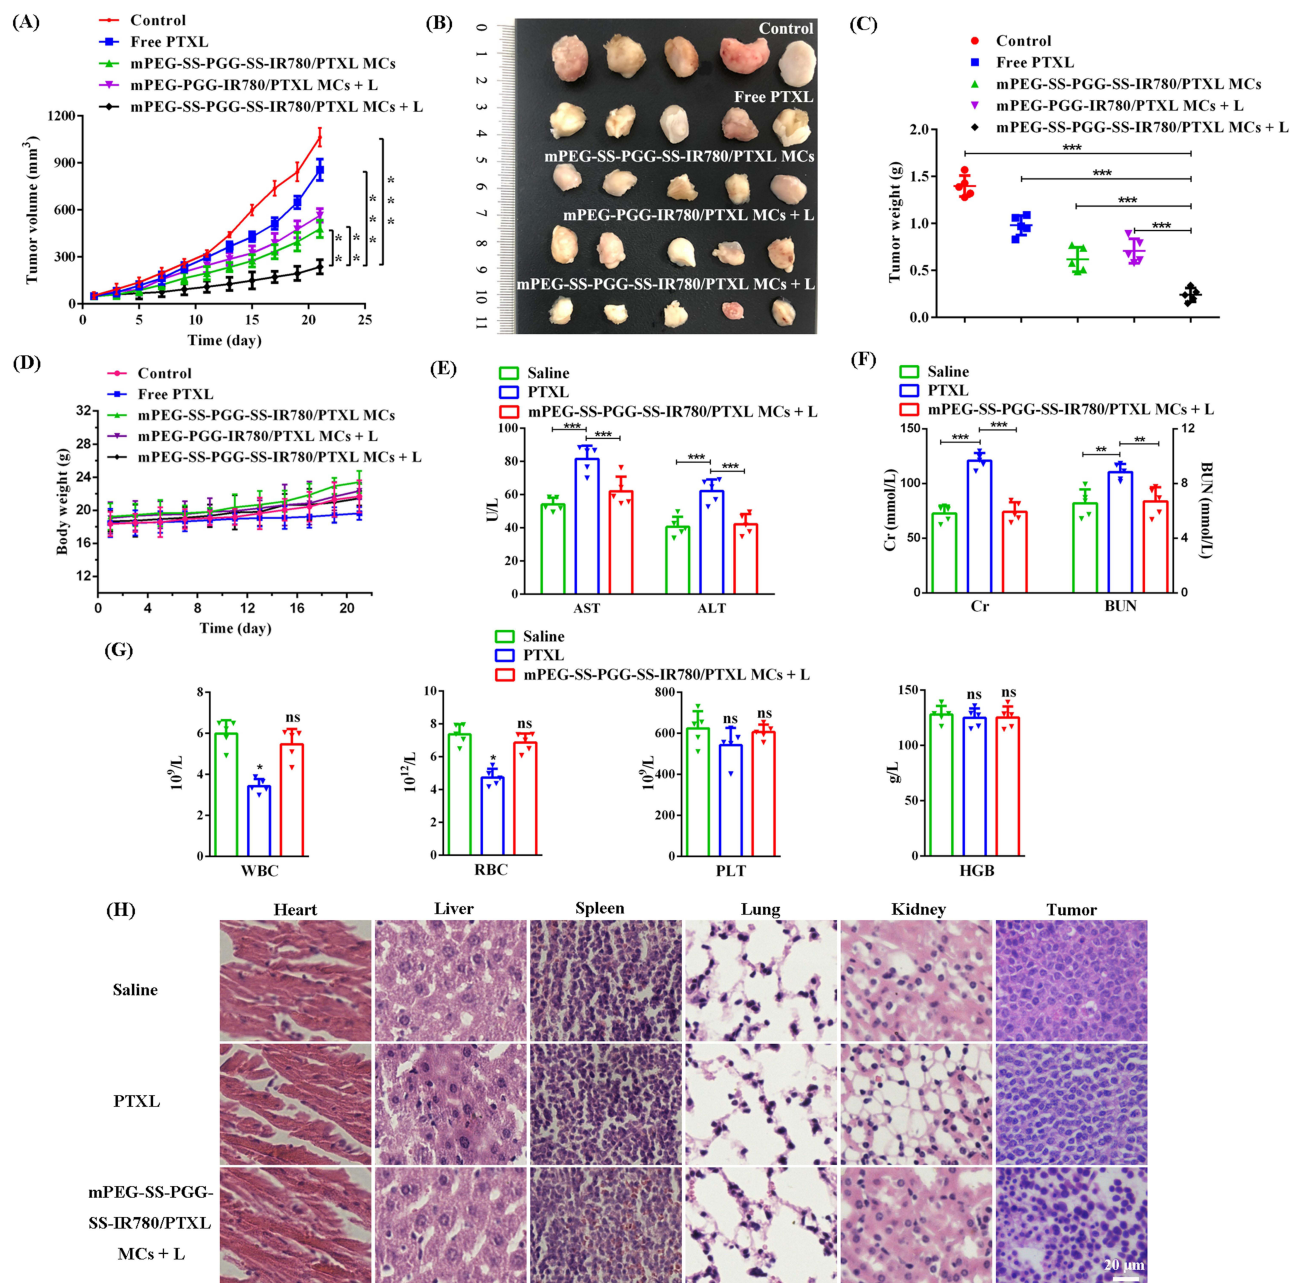 (A)
Control
Free PTXL
mPEG-SS-PGG-SS-IR780/PTXL MCs
mPEG-PGG-IR780/PTXL MCs + L
mPEG-SS-PGG-SS-IR780/PTXL MCs + L
Tumor volume (mm3)
1200
900
600
300
0
0 5 10 15 20 25
Time (day)
** ** *** ***
(B)
0
1
2
3
4
5
6
7
8
9
10
11
Control
Free PTXL
mPEG-SS-PGG-SS-IR780/PTXL MCs
mPEG-PGG-IR780/PTXL MCs + L
mPEG-SS-PGG-SS-IR780/PTXL MCs + L
(C)
Control
Free PTXL
mPEG-SS-PGG-SS-IR780/PTXL MCs
mPEG-PGG-IR780/PTXL MCs + L
mPEG-SS-PGG-SS-IR780/PTXL MCs + L
Tumor weight (g)
2.0
1.5
1.0
0.5
0.0
***
***
***
***
(D)
Control
Free PTXL
mPEG-SS-PGG-SS-IR780/PTXL MCs
mPEG-PGG-IR780/PTXL MCs + L
mPEG-SS-PGG-SS-IR780/PTXL MCs + L
Body weight (g)
32
28
24
20
16
12
0 4 8 12 16 20
Time (day)
(E)
Saline
PTXL
mPEG-SS-PGG-SS-IR780/PTXL MCs + L
U/L
100
80
60
40
20
0
*** *** *** ***
AST ALT
(F)
Saline
PTXL
mPEG-SS-PGG-SS-IR780/PTXL MCs + L
Cr (mmol/L)
150
100
50
0
*** *** ** **
Cr BUN
12
8
4
0
BUN (mmol/L)
(G)
Saline
PTXL
mPEG-SS-PGG-SS-IR780/PTXL MCs + L
10^9/L
8
6
4
2
0
* ns
WBC
10^12/L
10
8
6
4
2
0
* ns
RBC
10^9/L
800
600
400
200
0
ns ns
PLT
g/L
150
100
50
0
ns ns
HGB
(H)
Heart Liver Spleen Lung Kidney Tumor
Saline
PTXL
mPEG-SS-PGG-
SS-IR780/PTXL
MCs + L
20 μm